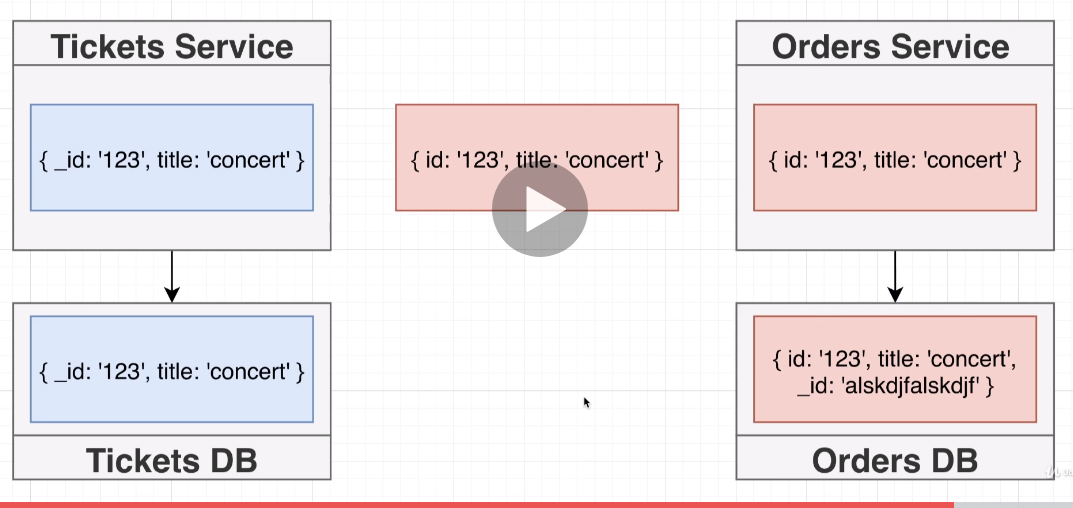 Tickets Service
Orders Service
{ _id: '123', title: 'concert' }
{ id: '123', title: 'concert' }
{ id: '123', title: 'concert' }
{ _id: '123', title: 'concert' }
{ id: '123', title: 'concert',
_id: 'alskdjfalskdjf' }
Tickets DB
Orders DB